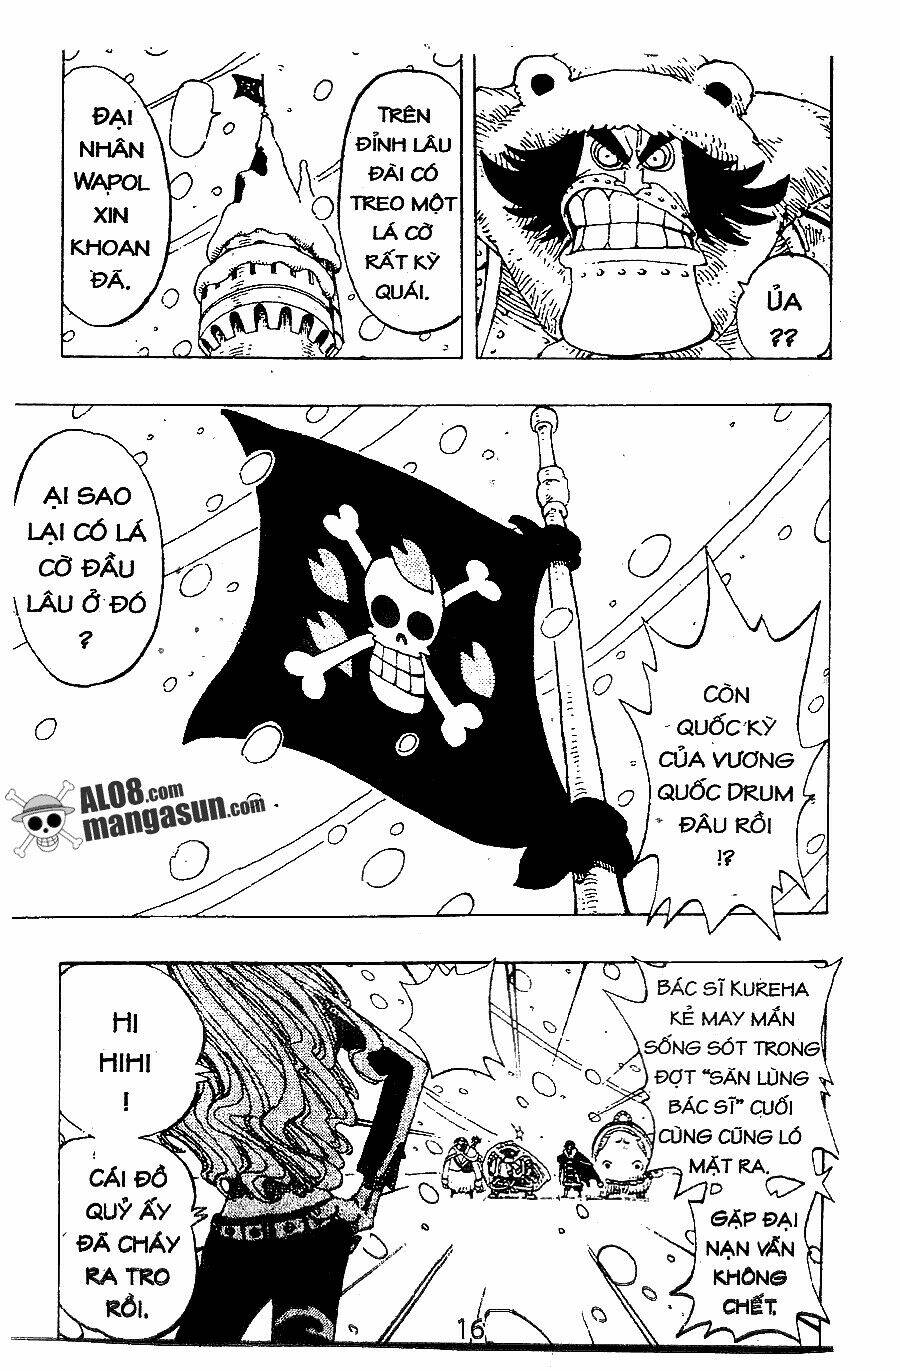 ĐẠI
NHÂN
WAPOL
XIN
KHOAN
ĐÃ.
TRÊN
ĐỈNH LÂU
ĐÀI CÓ
TREO MỘT
LÁ CỜ
RẤT KỲ
QUÁI.
ỦA
??
ẠI SAO
LẠI CÓ LÁ
CỜ ĐẦU
LÂU Ở ĐÓ
?
CÒN
QUỐC KỲ
CỦA VƯƠNG
QUỐC DRUM
ĐÂU RỒI
!?
ALO8.com
mangasun.com
HI
HIHI
!
CÁI ĐỒ
QUỶ ẤY
ĐÃ CHÁY
RA TRO
RỒI.
BÁC SĨ KUREHA
KẺ MAY MẮN
SỐNG SÓT TRONG
ĐỢT "SĂN LÙNG
BÁC SĨ" CUỐI
CÙNG CŨNG LÓ
MẶT RA.
GẶP ĐẠI
NẠN VẪN
KHÔNG
CHẾT.
16